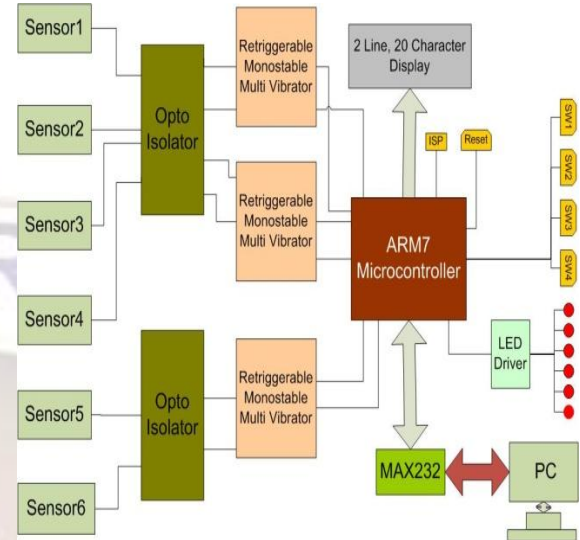 Sensor1
Sensor2
Sensor3
Sensor4
Sensor5
Sensor6
Opto
Isolator
Opto
Isolator
Retriggerable
Monostable
Multi Vibrator
Retriggerable
Monostable
Multi Vibrator
Retriggerable
Monostable
Multi Vibrator
2 Line, 20 Character
Display
ISP
Reset
ARM7
Microcontroller
SW1
SW2
SW3
SW4
LED
Driver
MAX232
PC